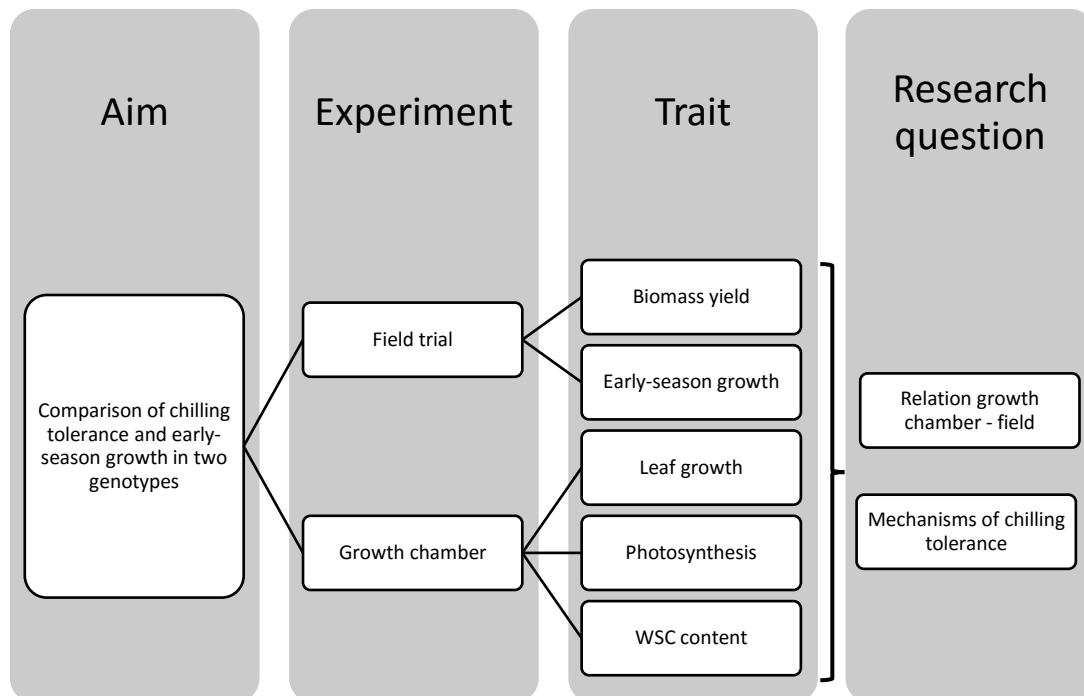 Aim
Experiment
Trait
Research
question
Comparison of chilling
tolerance and early-
season growth in two
genotypes
Field trial
Growth chamber
Biomass yield
Early-season growth
Leaf growth
Photosynthesis
WSC content
Relation growth
chamber - field
Mechanisms of chilling
tolerance